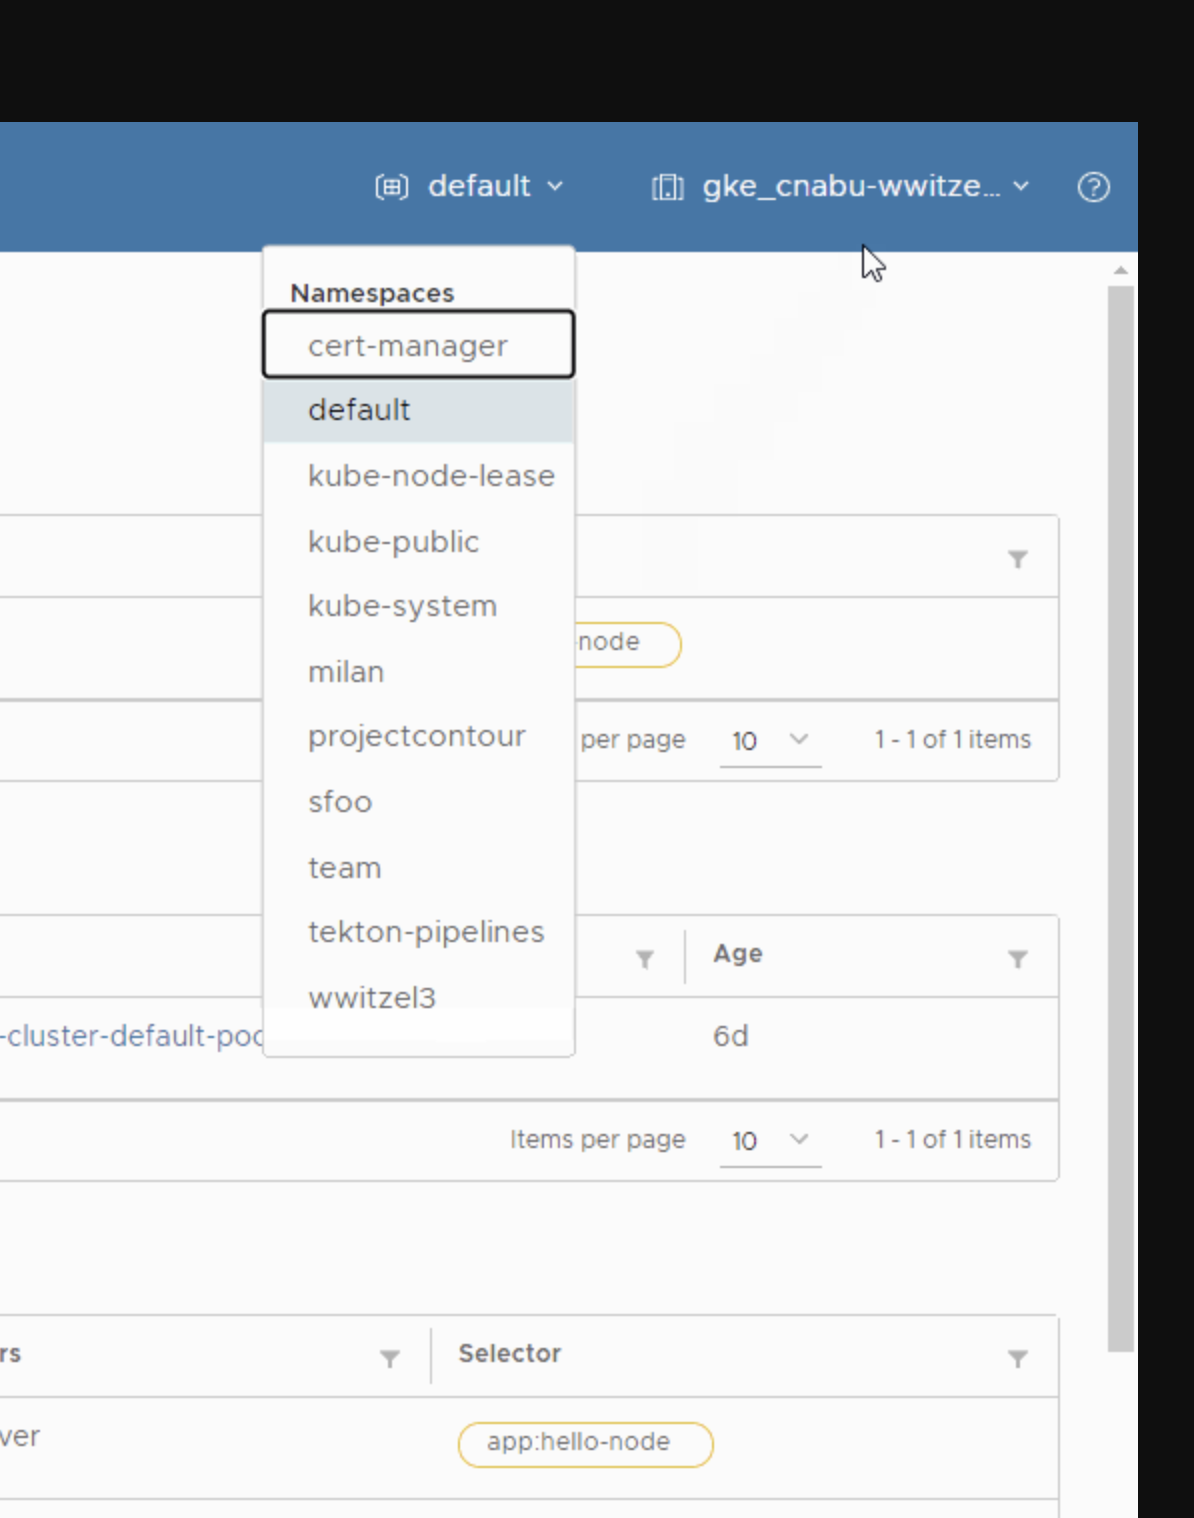 default gke_cnabu-wwitze... ?
Namespaces
cert-manager
default
kube-node-lease
kube-public
kube-system
-node
milan
projectcontour
per page 10 1 - 1 of 1 items
sfoo
team
tekton-pipelines
Age
wwitzel3
-cluster-default-poo 6d
Items per page 10 1 - 1 of 1 items
rs Selector
ver app:hello-node